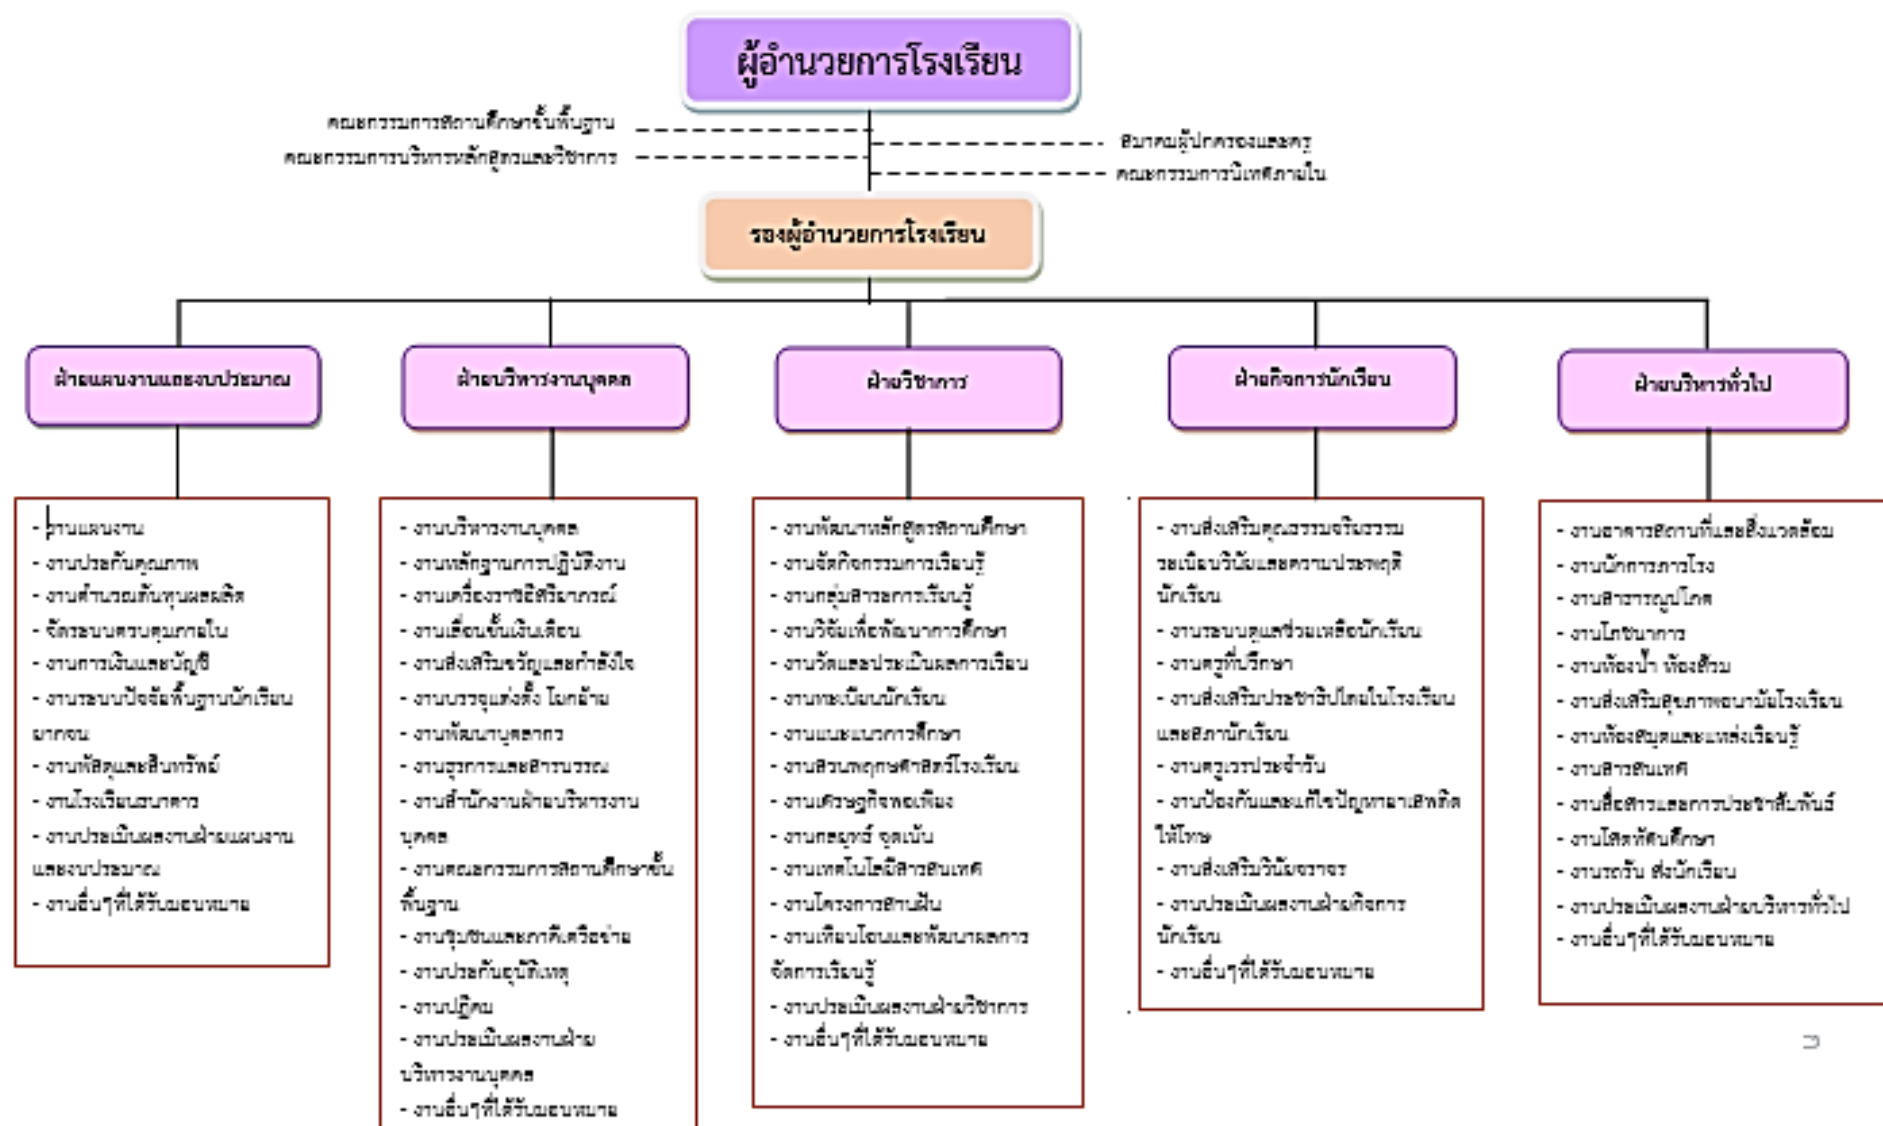 ผู้อำนวยการโรงเรียน
คณะกรรมการสถานศึกษาขั้นพื้นฐาน
สมาคมผู้ปกครองและครู
คณะกรรมการบริหารหลักสูตรและวิชาการ
คณะกรรมการนิเทศภายใน
รองผู้อำนวยการโรงเรียน
ฝ่ายแผนงานและงบประมาณ
ฝ่ายบริหารงานบุคคล
ฝ่ายวิชาการ
ฝ่ายกิจการนักเรียน
ฝ่ายบริหารทั่วไป
- งานแผนงาน
- งานประกันคุณภาพ
- งานคำนวณต้นทุนผลผลิต
- จัดระบบควบคุมภายใน
- งานการเงินและบัญชี
- งานระบบปัจจัยพื้นฐานนักเรียน
ยากจน
- งานพัสดุและสินทรัพย์
- งานโรงเรียนธนาคาร
- งานประเมินผลงานฝ่ายแผนงาน
และงบประมาณ
- งานอื่นๆที่ได้รับมอบหมาย
- งานบริหารงานบุคคล
- งานหลักฐานการปฏิบัติงาน
- งานเครื่องราชอิสริยาภรณ์
- งานเลื่อนขั้นเงินเดือน
- งานส่งเสริมขวัญและกำลังใจ
- งานบรรจุแต่งตั้ง โยกย้าย
- งานพัฒนาบุคลากร
- งานธุรการและสารบรรณ
- งานสำนักงานฝ่ายบริหารงาน
บุคคล
- งานคณะกรรมการสถานศึกษาขั้น
พื้นฐาน
- งานชุมชนและภาคีเครือข่าย
- งานประกันอุบัติเหตุ
- งานปฏิคม
- งานประเมินผลงานฝ่าย
บริหารงานบุคคล
- งานอื่นๆที่ได้รับมอบหมาย
- งานพัฒนาหลักสูตรสถานศึกษา
- งานจัดกิจกรรมการเรียนรู้
- งานกลุ่มสาระการเรียนรู้
- งานวิจัยเพื่อพัฒนาการศึกษา
- งานวัดและประเมินผลการเรียน
- งานทะเบียนนักเรียน
- งานแนะแนวการศึกษา
- งานสวนพฤกษศาสตร์โรงเรียน
- งานเศรษฐกิจพอเพียง
- งานกลยุทธ์ จุดเน้น
- งานเทคโนโลยีสารสนเทศ
- งานโครงการสานฝัน
- งานเทียบโอนและพัฒนาผลการ
จัดการเรียนรู้
- งานประเมินผลงานฝ่ายวิชาการ
- งานอื่นๆที่ได้รับมอบหมาย
- งานส่งเสริมคุณธรรมจริยธรรม
ระเบียบวินัยและความประพฤติ
นักเรียน
- งานระบบดูแลช่วยเหลือนักเรียน
- งานครูที่ปรึกษา
- งานส่งเสริมประชาธิปไตยในโรงเรียน
และสภานักเรียน
- งานครูเวรประจำวัน
- งานป้องกันและแก้ไขปัญหายาเสพติด
ให้โทษ
- งานส่งเสริมวินัยจราจร
- งานประเมินผลงานฝ่ายกิจการ
นักเรียน
- งานอื่นๆที่ได้รับมอบหมาย
- งานอาคารสถานที่และสิ่งแวดล้อม
- งานนักการภารโรง
- งานสาธารณูปโภค
- งานโภชนาการ
- งานห้องน้ำ ห้องส้วม
- งานส่งเสริมสุขภาพอนามัยโรงเรียน
- งานห้องสมุดและแหล่งเรียนรู้
- งานสารสนเทศ
- งานสื่อสารและการประชาสัมพันธ์
- งานโสตทัศนศึกษา
- งานรถรับ ส่งนักเรียน
- งานประเมินผลงานฝ่ายบริหารทั่วไป
- งานอื่นๆที่ได้รับมอบหมาย